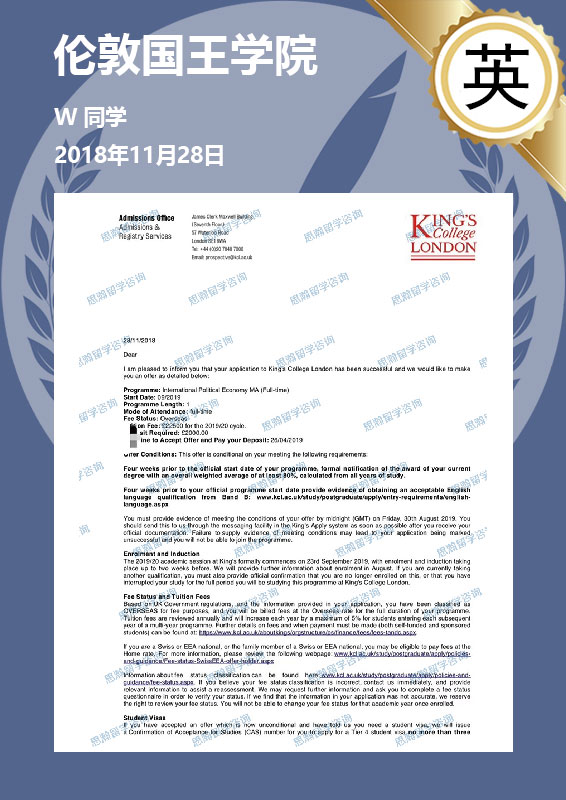 伦敦国王学院
英
W 同学
2018年11月28日
Admissions Office
Admissions &
Registry Services
James Clerk Maxwell Building
57 Waterloo Road
London SE1 8WA
Tel: +44 (0)20 7848 7000
Email: prospective@kcl.ac.uk
KING'S
College
LONDON
28/11/2018
Dear
I am pleased to inform you that your application to King's College London has been successful and we would like to make
you an offer as detailed below:
Programme: International Political Economy MA (Full-time)
Start Date: 09/2019
Programme Length: 1
Mode of Attendance: full-time
Fee Status: Overseas
on Fee: £22500 for the 2019/20 cycle.
sit Required: £2000.00
ine to Accept Offer and Pay your Deposit: 26/04/2019
Offer Conditions: This offer is conditional on your meeting the following requirements:
Four weeks prior to the official start date of your programme, formal notification of the award of your current
degree with an overall weighted average of at least 90%, calculated from all years of study.
Four weeks prior to your official programme start date provide evidence of obtaining an acceptable English
language qualification from Band B: www.kcl.ac.uk/study/postgraduate/apply/entry-requirements/english-
language.aspx
You must provide evidence of meeting the conditions of your offer by midnight (GMT) on Friday, 30th August 2019. You
should send this to us through the messaging facility in the King's Apply system as soon as possible after you receive your
official documentation. Failure to supply evidence of meeting conditions may lead to your application being marked
unsuccessful and you will not be able to join the programme.
Enrolment and Induction
The 2019/20 academic session at King's formally commences on 23rd September 2019, with enrolment and induction taking
place up to two weeks before. We will provide further information about enrolment in August. If you are currently taking
another qualification, you must also provide official confirmation that you are no longer enrolled on this, or that you have
interrupted your study for the full period you will be studying this programme at King's College London.
Fee Status and Tuition Fees
Based on UK Government regulations, and the information provided in your application, you have been classified as
OVERSEAS for fee purposes, and you will be billed fees at the Overseas rate for the full duration of your programme.
Tuition fees are reviewed annually and will increase each year by a maximum of 5% for students entering each subsequent
year of a multi-year programme. Further details on fees and when payment must be made (both self-funded and sponsored
students) can be found at: https://www.kcl.ac.uk/aboutkings/orgstructure/ps/finance/fees/fees-tands.aspx.
If you are a Swiss or EEA national, or the family member of a Swiss or EEA national, you may be eligible to pay fees at the
Home rate. For more information, please review the following webpage www.kcl.ac.uk/study/postgraduate/apply/policies-
and-guidance/Fee-status-SwissEEA-offer-holder.aspx
Information about fee status classification can be found here www.kcl.ac.uk/study/postgraduate/apply/policies-and-
guidance/fee-status.aspx. If you believe your fee status classification is incorrect, contact us immediately, and provide
relevant information to assist a reassessment. We may request further information and ask you to complete a fee status
questionnaire in order to verify your status. If we find that the information in your application was not accurate, we reserve
the right to review your fee status. You will not be able to change your fee status for that academic year once enrolled.
Student Visas
If you have accepted an offer which is now unconditional and have told us you need a student visa, we will issue
a Confirmation of Acceptance for Studies (CAS) number for you to apply for a Tier 4 student visa no more than three
思瀚留学咨询